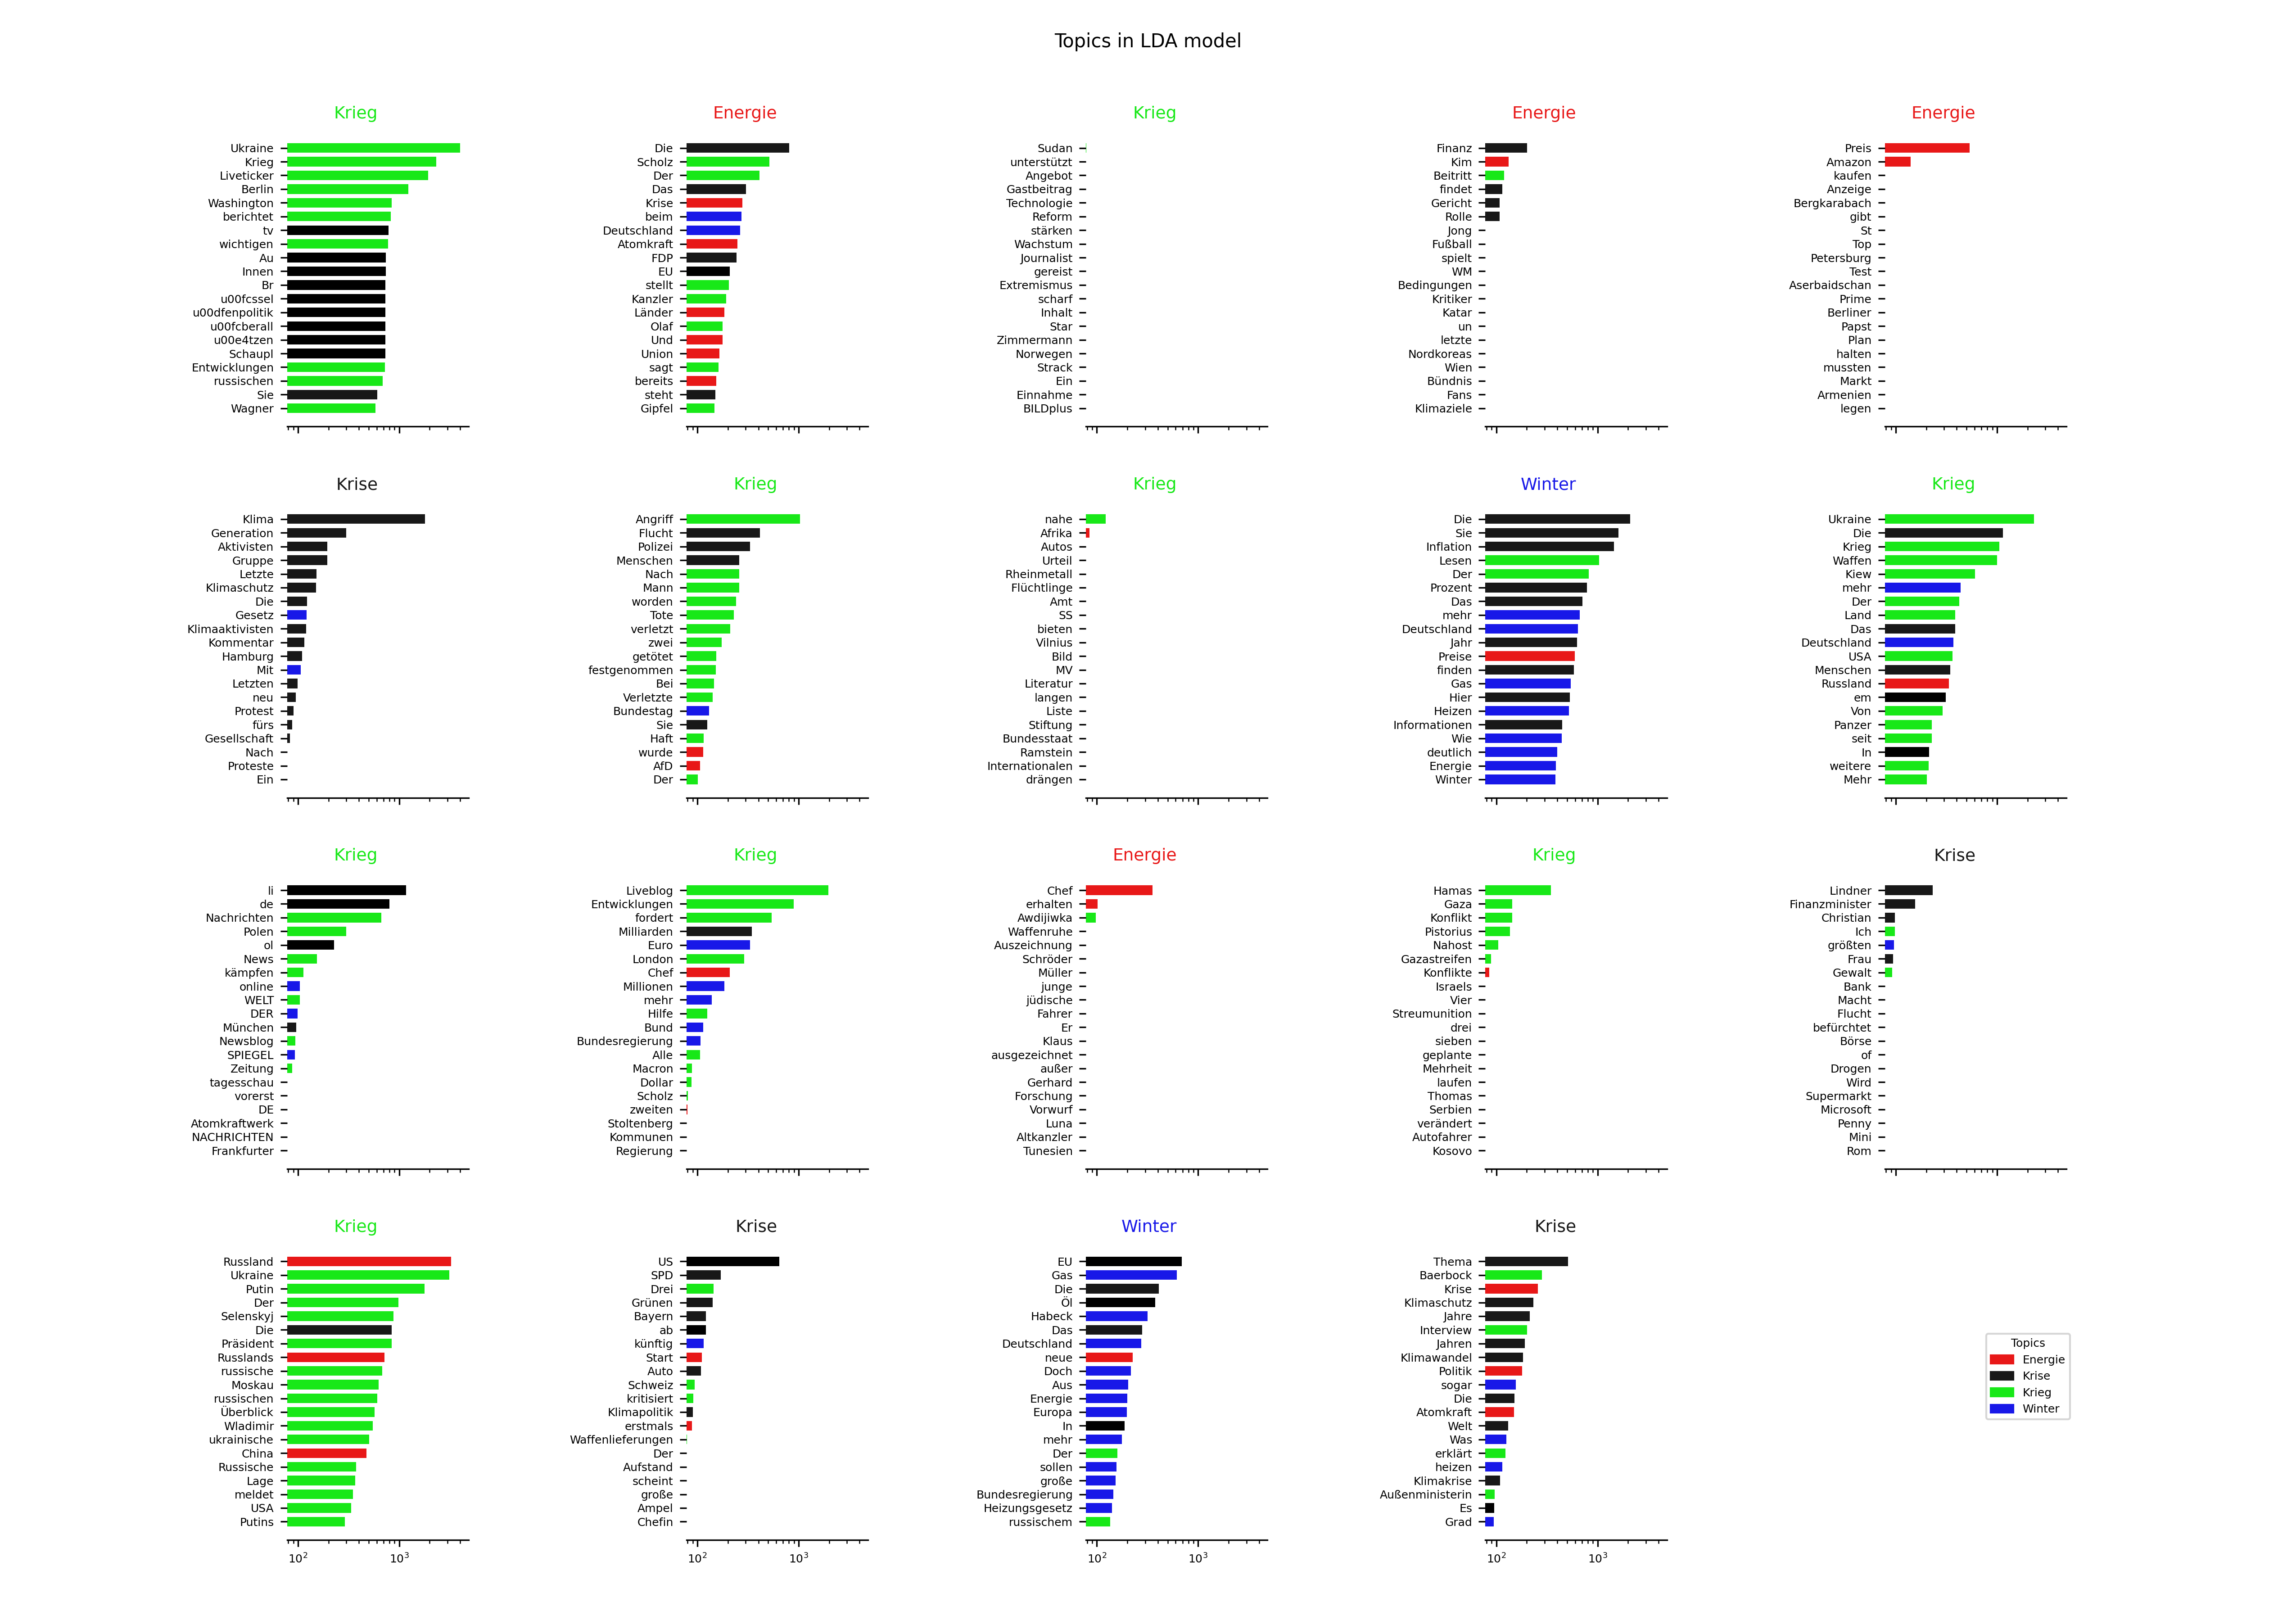 Topics in LDA model
Krieg
Ukraine
Krieg
Liveticker
Berlin
Washington
berichtet
tv
wichtigen
Au
Innen
Br
u00fcssel
u00dfenpolitik
u00fcberall
u00e4tzen
Schaupl
Entwicklungen
russischen
Sie
Wagner
Energie
Die
Scholz
Der
Das
Krise
beim
Deutschland
Atomkraft
FDP
EU
stellt
Kanzler
Länder
Olaf
Und
Union
sagt
bereits
steht
Gipfel
Krieg
Sudan
unterstützt
Angebot
Gastbeitrag
Technologie
Reform
stärken
Wachstum
Journalist
gereist
Extremismus
scharf
Inhalt
Star
Zimmermann
Norwegen
Strack
Ein
Einnahme
BILDplus
Energie
Finanz
Kim
Beitritt
findet
Gericht
Rolle
Jong
Fußball
spielt
WM
Bedingungen
Kritiker
Katar
un
letzte
Nordkoreas
Wien
Bündnis
Fans
Klimaziele
Energie
Preis
Amazon
kaufen
Anzeige
Bergkarabach
gibt
St
Top
Petersburg
Test
Aserbaidschan
Prime
Berliner
Papst
Plan
halten
mussten
Markt
Armenien
legen
Krise
Klima
Generation
Aktivisten
Gruppe
Letzte
Klimaschutz
Die
Gesetz
Klimaaktivisten
Kommentar
Hamburg
Mit
Letzten
neu
Protest
fürs
Gesellschaft
Nach
Proteste
Ein
Krieg
Angriff
Flucht
Polizei
Menschen
Nach
Mann
worden
Tote
verletzt
zwei
getötet
festgenommen
Bei
Verletzte
Bundestag
Sie
Haft
wurde
AfD
Der
Krieg
nahe
Afrika
Autos
Urteil
Rheinmetall
Flüchtlinge
Amt
SS
bieten
Vilnius
Bild
MV
Literatur
langen
Liste
Stiftung
Bundesstaat
Ramstein
Internationalen
drängen
Winter
Die
Sie
Inflation
Lesen
Der
Prozent
Das
mehr
Deutschland
Jahr
Preise
finden
Gas
Hier
Heizen
Informationen
Wie
deutlich
Energie
Winter
Krieg
Ukraine
Die
Krieg
Waffen
Kiew
mehr
Der
Land
Das
Deutschland
USA
Menschen
Russland
em
Von
Panzer
seit
In
weitere
Mehr
Krieg
li
de
Nachrichten
Polen
ol
News
kämpfen
online
WELT
DER
München
Newsblog
SPIEGEL
Zeitung
tagesschau
vorerst
DE
Atomkraftwerk
NACHRICHTEN
Frankfurter
Krieg
Liveblog
Entwicklungen
fordert
Milliarden
Euro
London
Chef
Millionen
mehr
Hilfe
Bund
Bundesregierung
Alle
Macron
Dollar
Scholz
zweiten
Stoltenberg
Kommunen
Regierung
Energie
Chef
erhalten
Awdijiwka
Waffenruhe
Auszeichnung
Schröder
Müller
junge
jüdische
Fahrer
Er
Klaus
ausgezeichnet
außer
Gerhard
Forschung
Vorwurf
Luna
Altkanzler
Tunesien
Krieg
Hamas
Gaza
Konflikt
Pistorius
Nahost
Gazastreifen
Konflikte
Israels
Vier
Streumunition
drei
sieben
geplante
Mehrheit
laufen
Thomas
Serbien
verändert
Autofahrer
Kosovo
Krise
Lindner
Finanzminister
Christian
Ich
größten
Frau
Gewalt
Bank
Macht
Flucht
befürchtet
Börse
of
Drogen
Wird
Supermarkt
Microsoft
Penny
Mini
Rom
Krieg
Russland
Ukraine
Putin
Der
Selenskyj
Die
Präsident
Russlands
russische
Moskau
russischen
Überblick
Wladimir
ukrainische
China
Russische
Lage
meldet
USA
Putins
10² 10³
Krise
US
SPD
Drei
Grünen
Bayern
ab
künftig
Start
Auto
Schweiz
kritisiert
Klimapolitik
erstmals
Waffenlieferungen
Der
Aufstand
scheint
große
Ampel
Chefin
10² 10³
Winter
EU
Gas
Die
Öl
Habeck
Das
Deutschland
neue
Doch
Aus
Energie
Europa
In
mehr
Der
sollen
große
Bundesregierung
Heizungsgesetz
russischem
10² 10³
Krise
Thema
Baerbock
Krise
Klimaschutz
Jahre
Interview
Jahren
Klimawandel
Politik
sogar
Die
Atomkraft
Welt
Was
erklärt
heizen
Klimakrise
Außenministerin
Es
Grad
10² 10³
Topics
Energie
Krise
Krieg
Winter